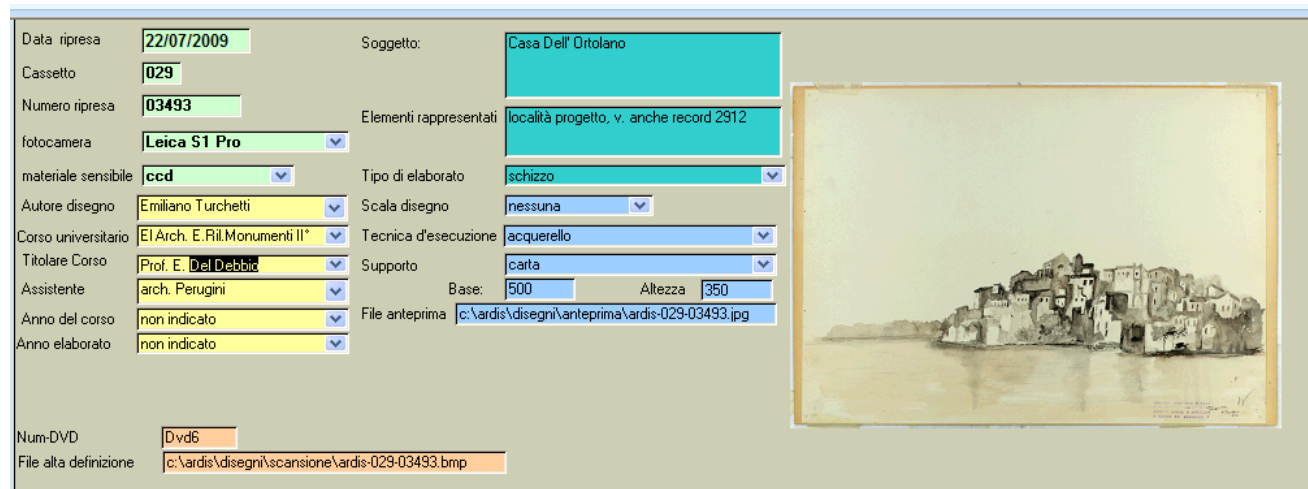 Data ripresa 22/07/2009
Cassetto 029
Numero ripresa 03493
fotocamera Leica S1 Pro
materiale sensibile ccd
Autore disegno Emiliano Turchetti
Corso universitario El Arch. E.Ril.Monumenti II°
Titolare Corso Prof. E. Del Debbio
Assistente arch. Perugini
Anno del corso non indicato
Anno elaborato non indicato
Soggetto: Casa Dell' Ortolano
Elementi rappresentati località progetto, v. anche record 2912
Tipo di elaborato schizzo
Scala disegno nessuna
Tecnica d'esecuzione acquerello
Supporto carta
Base: 500 Altezza 350
File anteprima c:\ardis\disegni\anteprima\ardis-029-03493.jpg
Num-DVD Dvd6
File alta definizione c:\ardis\disegni\scansione\ardis-029-03493.bmp